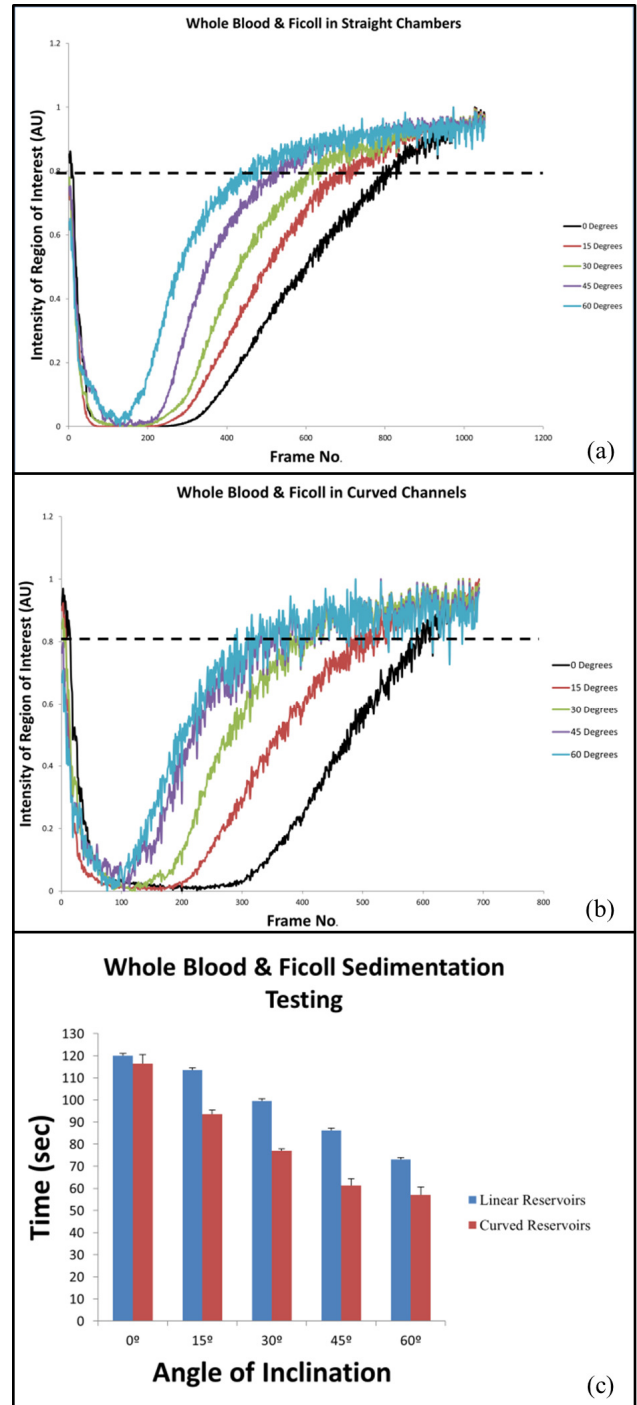 Whole Blood & Ficoll in Straight Chambers
1.2
1
0.8
0.6
0.4
0.2
0
Intensity of Region of Interest (AU)
0
200
400
600
800
1000
1200
Frame No.
0 Degrees
15 Degrees
30 Degrees
45 Degrees
60 Degrees
(a)
Whole Blood & Ficoll in Curved Channels
1.2
1
0.8
0.6
0.4
0.2
0
Intensity of Region of Interest (AU)
0
100
200
300
400
500
600
700
800
Frame No.
0 Degrees
15 Degrees
30 Degrees
45 Degrees
60 Degrees
(b)
Whole Blood & Ficoll Sedimentation
Testing
130
120
110
100
90
80
70
60
50
40
30
20
10
0
Time (sec)
0º
15º
30º
45º
60º
Angle of Inclination
Linear Reservoirs
Curved Reservoirs
(c)